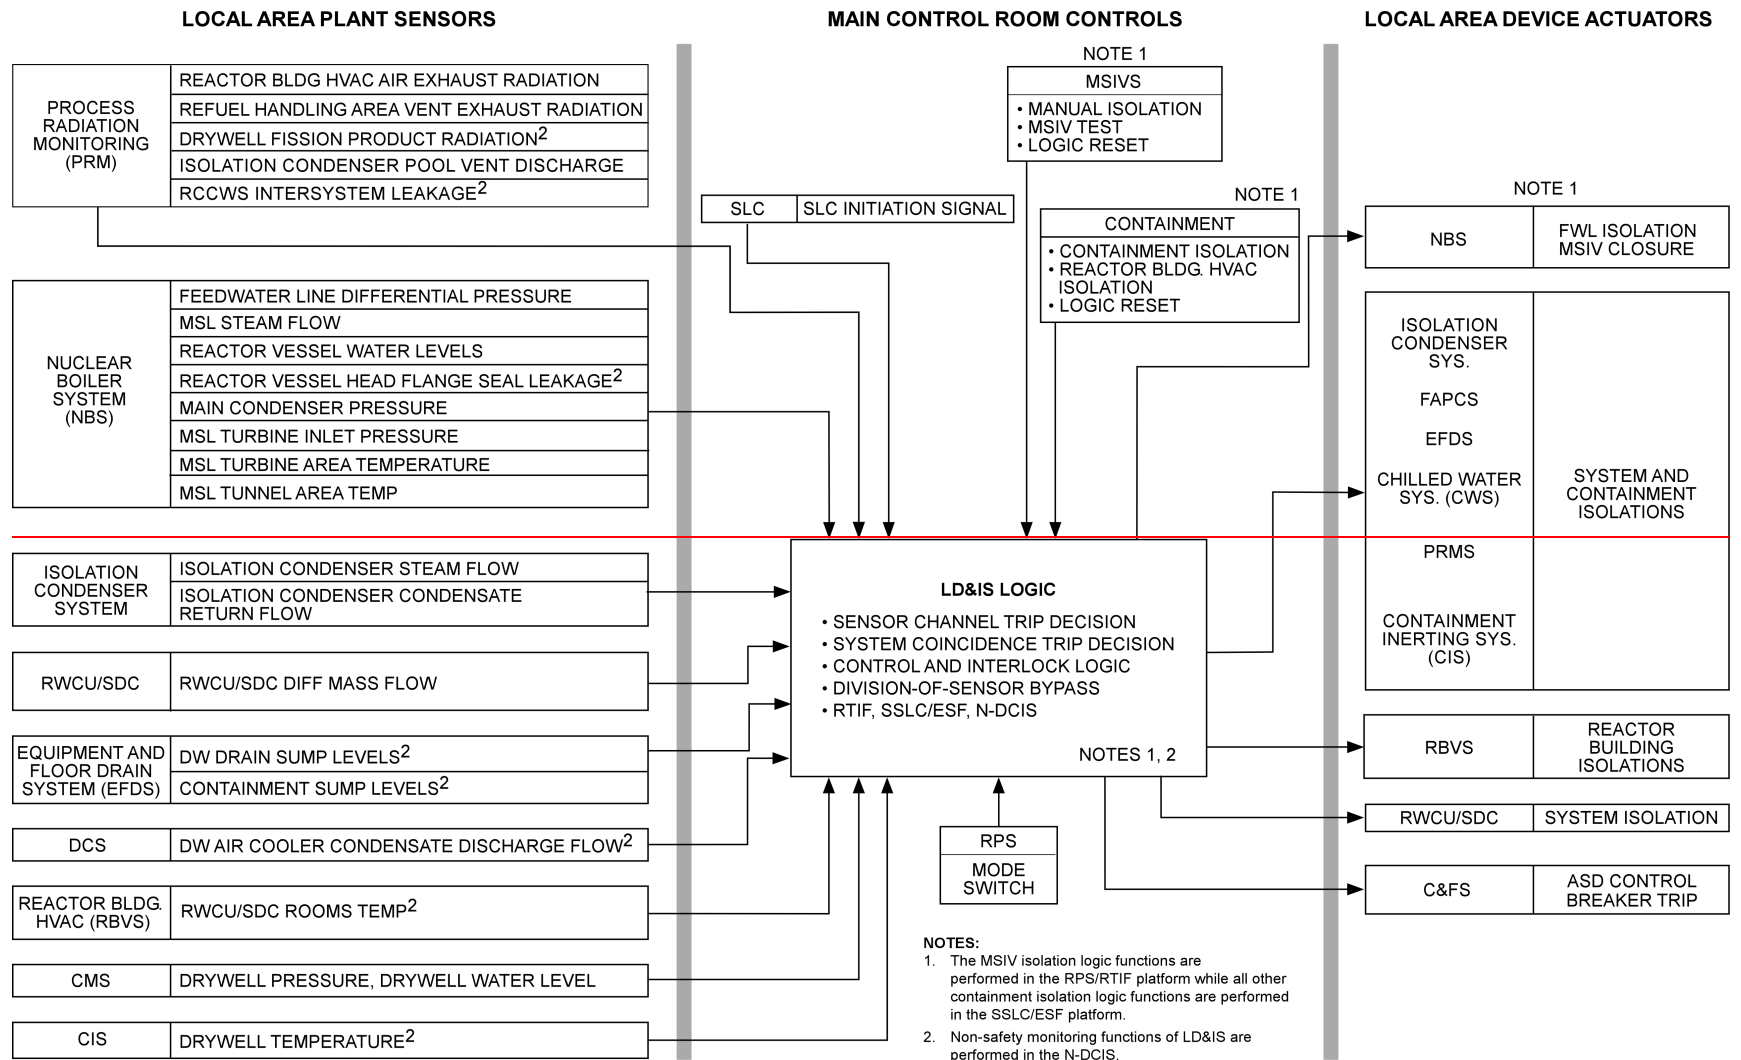 LOCAL AREA PLANT SENSORS
MAIN CONTROL ROOM CONTROLS
LOCAL AREA DEVICE ACTUATORS
PROCESS
RADIATION
MONITORING
(PRM)
REACTOR BLDG HVAC AIR EXHAUST RADIATION
REFUEL HANDLING AREA VENT EXHAUST RADIATION
DRYWELL FISSION PRODUCT RADIATION2
ISOLATION CONDENSER POOL VENT DISCHARGE
RCCWS INTERSYSTEM LEAKAGE2
NUCLEAR
BOILER
SYSTEM
(NBS)
FEEDWATER LINE DIFFERENTIAL PRESSURE
MSL STEAM FLOW
REACTOR VESSEL WATER LEVELS
REACTOR VESSEL HEAD FLANGE SEAL LEAKAGE2
MAIN CONDENSER PRESSURE
MSL TURBINE INLET PRESSURE
MSL TURBINE AREA TEMPERATURE
MSL TUNNEL AREA TEMP
ISOLATION
CONDENSER
SYSTEM
ISOLATION CONDENSER STEAM FLOW
ISOLATION CONDENSER CONDENSATE
RETURN FLOW
RWCU/SDC
RWCU/SDC DIFF MASS FLOW
EQUIPMENT AND
FLOOR DRAIN
SYSTEM (EFDS)
DW DRAIN SUMP LEVELS2
CONTAINMENT SUMP LEVELS2
DCS
DW AIR COOLER CONDENSATE DISCHARGE FLOW2
REACTOR BLDG.
HVAC (RBVS)
RWCU/SDC ROOMS TEMP2
CMS
DRYWELL PRESSURE, DRYWELL WATER LEVEL
CIS
DRYWELL TEMPERATURE2
NOTE 1
MSIVS
• MANUAL ISOLATION
• MSIV TEST
• LOGIC RESET
SLC
SLC INITIATION SIGNAL
NOTE 1
CONTAINMENT
• CONTAINMENT ISOLATION
• REACTOR BLDG. HVAC
ISOLATION
• LOGIC RESET
LD&IS LOGIC
• SENSOR CHANNEL TRIP DECISION
• SYSTEM COINCIDENCE TRIP DECISION
• CONTROL AND INTERLOCK LOGIC
• DIVISION-OF-SENSOR BYPASS
• RTIF, SSLC/ESF, N-DCIS
NOTES 1, 2
RPS
MODE
SWITCH
NOTES:
1. The MSIV isolation logic functions are
performed in the RPS/RTIF platform while all other
containment isolation logic functions are performed
in the SSLC/ESF platform.
2. Non-safety monitoring functions of LD&IS are
performed in the N-DCIS.
NOTE 1
NBS
FWL ISOLATION
MSIV CLOSURE
ISOLATION
CONDENSER
SYS.
FAPCS
EFDS
CHILLED WATER
SYS. (CWS)
PRMS
CONTAINMENT
INERTING SYS.
(CIS)
SYSTEM AND
CONTAINMENT
ISOLATIONS
RBVS
REACTOR
BUILDING
ISOLATIONS
RWCU/SDC
SYSTEM ISOLATION
C&FS
ASD CONTROL
BREAKER TRIP